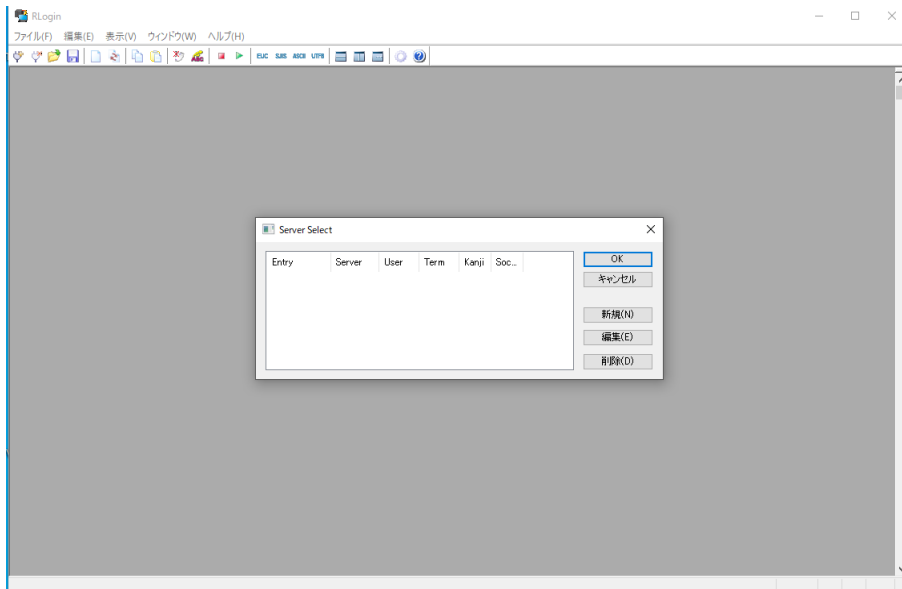 RLogin
ファイル(F) 編集(E) 表示(V) ウィンドウ(W) ヘルプ(H)
EUC SJIS ASCII UTF8
Server Select
Entry Server User Term Kanji Soc...
OK
キャンセル
新規(N)
編集(E)
削除(D)